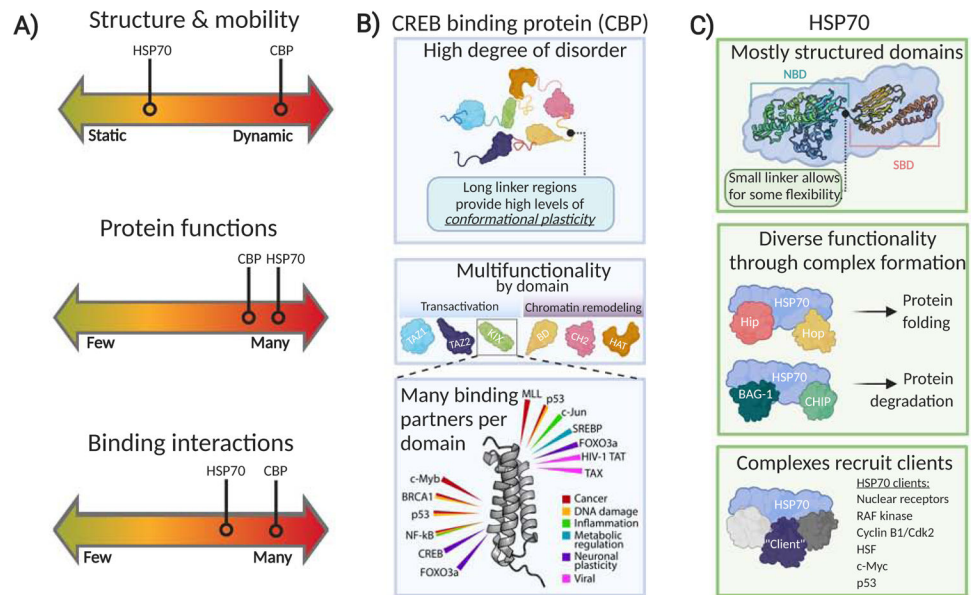 A)
Structure & mobility
HSP70
CBP
Static
Dynamic
Protein functions
CBP HSP70
Few
Many
Binding interactions
HSP70
CBP
Few
Many
B)
CREB binding protein (CBP)
High degree of disorder
Long linker regions
provide high levels of
conformational plasticity
Multifunctionality
by domain
Transactivation
Chromatin remodeling
TAZ1
TAZ2
KIX
BD
CH2
HAT
Many binding
partners per
domain
MLL
p53
c-Jun
SREBP
FOXO3a
HIV-1 TAT
TAX
c-Myb
BRCA1
p53
NF-kB
CREB
FOXO3a
Cancer
DNA damage
Inflammation
Metabolic
regulation
Neuronal
plasticity
Viral
C)
HSP70
Mostly structured domains
NBD
SBD
Small linker allows
for some flexibility.
Diverse functionality
through complex formation
HSP70
Hip
Hop
Protein
folding
HSP70
BAG-1
CHIP
Protein
degradation
Complexes recruit clients
HSP70
"Client"
HSP70 clients:
Nuclear receptors
RAF kinase
Cyclin B1/Cdk2
HSF
c-Myc
p53